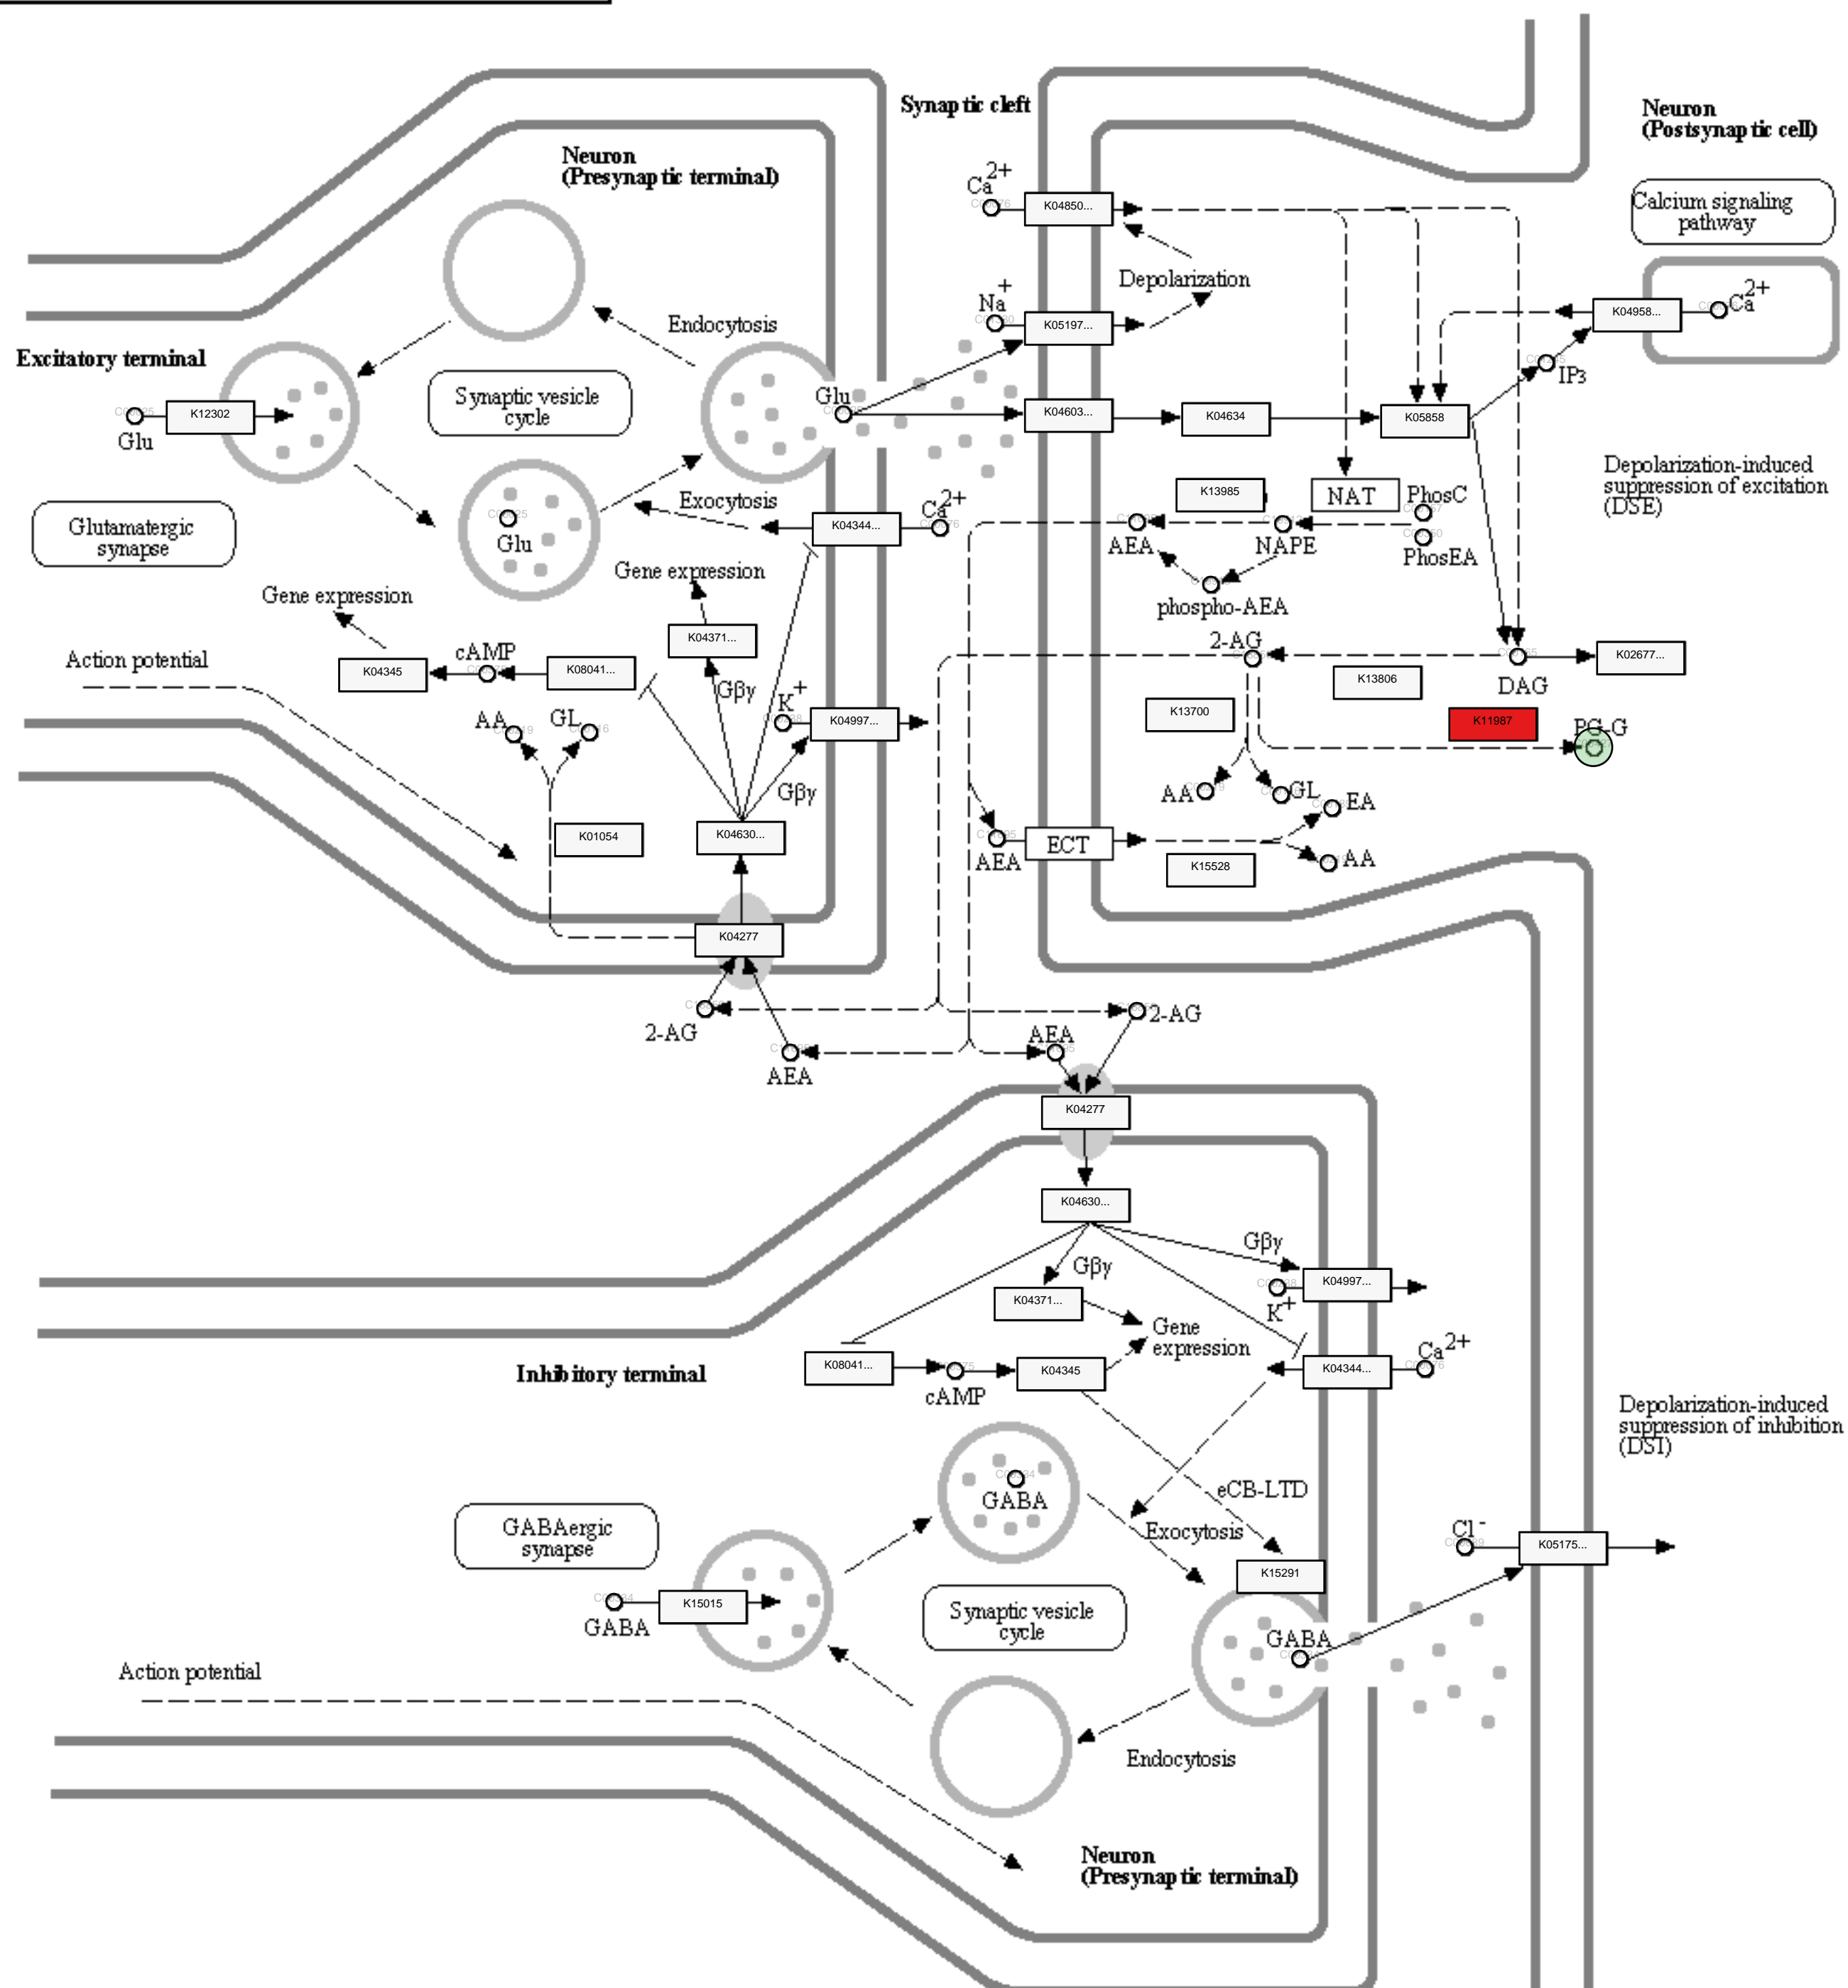 Synaptic cleft
Neuron
(Postsynaptic cell)
Neuron
(Presynaptic terminal)
Ca2+
K04850...
Calcium signaling
pathway
Depolarization
Na+
K05197...
K04958...
Ca2+
IP3
Endocytosis
Excitatory terminal
Synaptic vesicle
cycle
Glu
K12302
Glu
K04603...
K04634
K05858
Depolarization-induced
suppression of excitation
(DSE)
K13985
NAT
PhosC
Exocytosis
Ca2+
Glutamatergic
synapse
Glu
K04344...
AEA
NAPE
PhosEA
Gene expression
Gene expression
phospho-AEA
K04371...
2-AG
Action potential
cAMP
K04345
K08041...
K02677...
DAG
K13806
Gβγ
K+
K04997...
K13700
K11987
PG-G
AA
GL
Gβγ
AA
GL
EA
K01054
K04630...
AEA
ECT
AA
K15528
K04277
2-AG
2-AG
AEA
AEA
K04277
K04630...
Gβγ
Gβγ
K04997...
K+
K04371...
Gene
expression
Ca2+
Inhibitory terminal
K08041...
cAMP
K04345
K04344...
Depolarization-induced
suppression of inhibition
(DSI)
GABA
eCB-LTD
GABAergic
synapse
Exocytosis
Cl-
K05175...
K15291
K15015
GABA
Synaptic vesicle
cycle
GABA
Action potential
Endocytosis
Neuron
(Presynaptic terminal)